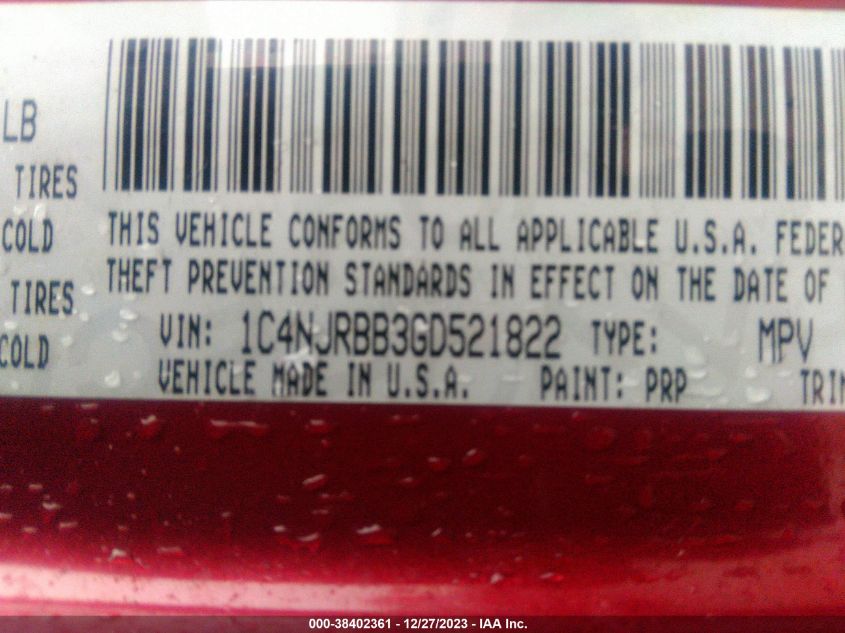 LB
TIRES
COLD
TIRES
COLD
THIS VEHICLE CONFORMS TO ALL APPLICABLE U.S.A. FEDER
THEFT PREVENTION STANDARDS IN EFFECT ON THE DATE OF
VIN: 1C4NJRBB3GD521822 TYPE: MPV
VEHICLE MADE IN U.S.A. PAINT: PRP TRIM
000-38402361 - 12/27/2023 - IAA Inc.